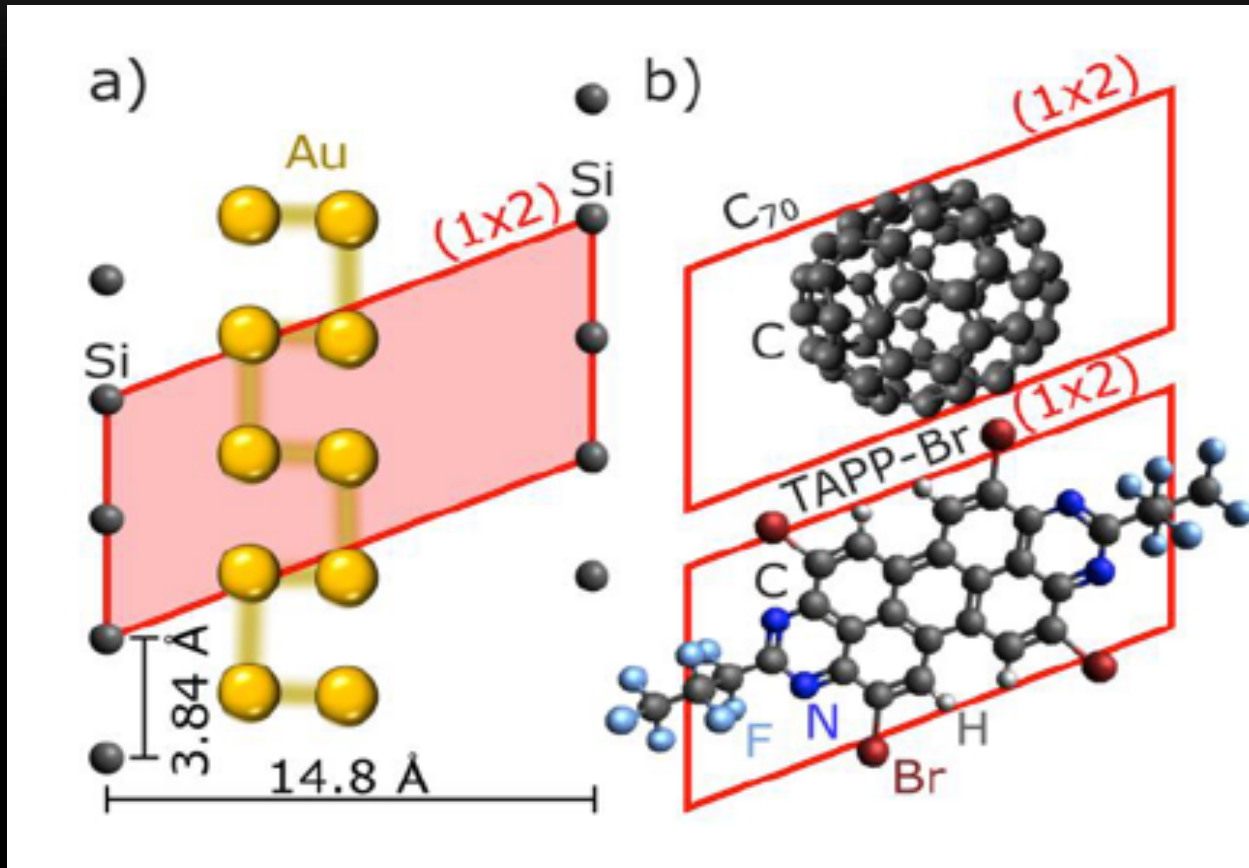 a)
Au
Si
(1x2)
Si
3.84 Å
14.8 Å
b)
(1x2)
C₇₀
C
(1x2)
TAPP-Br
C
N
F
H
Br